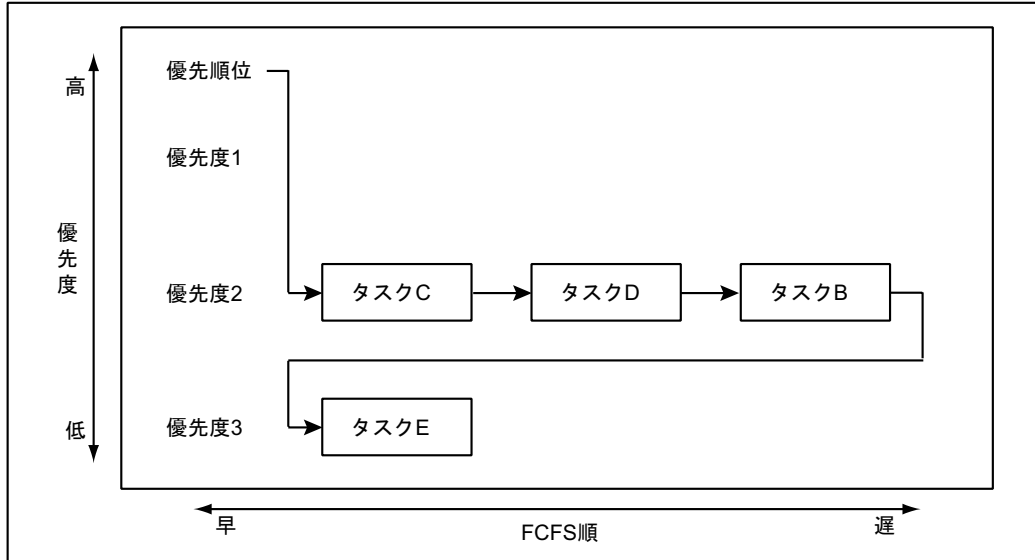 高
優先度
低
優先順位
優先度1
優先度2
タスクC
タスクD
タスクB
優先度3
タスクE
早
FCFS順
遅